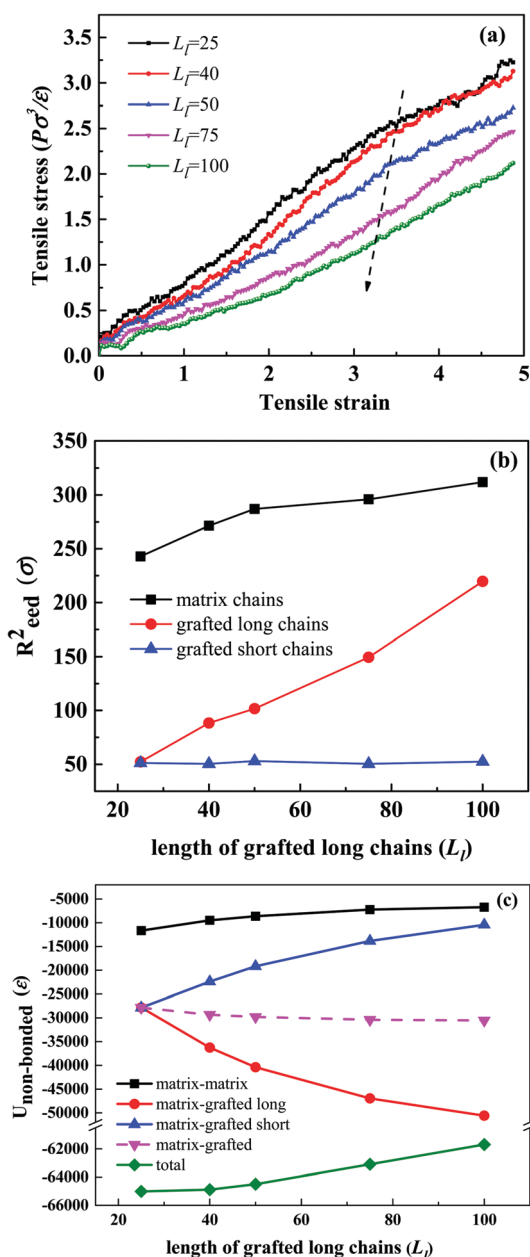 (a)
L_l=25
L_l=40
L_l=50
L_l=75
L_l=100
Tensile stress (Pσ³/ε)
3.5
3.0
2.5
2.0
1.5
1.0
0.5
0.0
0 1 2 3 4 5
Tensile strain
(b)
R²eed (σ)
350
300
250
200
150
100
50
matrix chains
grafted long chains
grafted short chains
20 40 60 80 100
length of grafted long chains (L_l)
(c)
U non-bonded (ε)
-5000
-10000
-15000
-20000
-25000
-30000
-35000
-40000
-45000
-50000
-62000
-64000
-66000
matrix-matrix
matrix-grafted long
matrix-grafted short
matrix-grafted
total
20 40 60 80 100
length of grafted long chains (L_l)